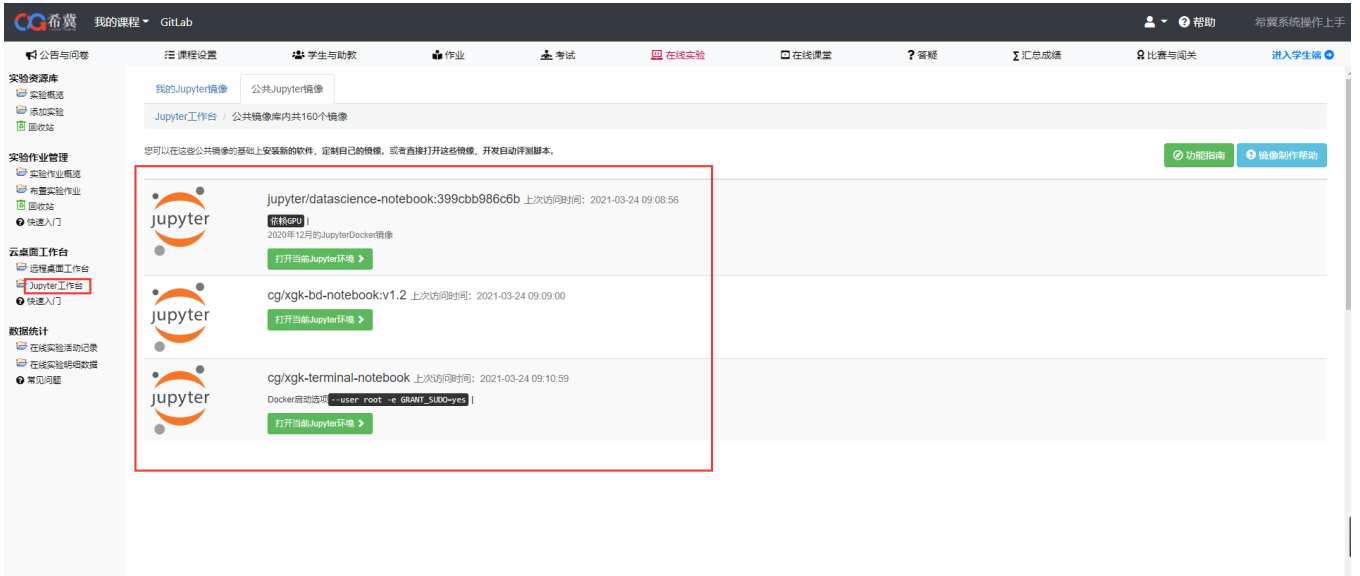 CG希冀 我的课程 GitLab 帮助 希冀系统操作上手
公告与问卷 课程设置 学生与助教 作业 考试 在线实验 在线课堂 答疑 汇总成绩 比赛与闯关 进入学生端
实验资源库
实验概览
添加实验
回收站
实验作业管理
实验作业概览
布置实验作业
回收站
快速入门
云桌面工作台
远程桌面工作台
Jupyter工作台
快速入门
数据统计
在线实验活动记录
在线实验明细数据
常见问题
我的Jupyter镜像 公共Jupyter镜像
Jupyter工作台 / 公共镜像库内共160个镜像
您可以在这些公共镜像的基础上安装新的软件，定制自己的镜像。或者直接打开这些镜像，开发自动评测脚本。
功能指南 镜像制作帮助
jupyter
jupyter/datascience-notebook:399cbb986c6b 上次访问时间：2021-03-24 09:08:56
依赖GPU |
2020年12月的JupyterDocker镜像
打开当前Jupyter环境
jupyter
cg/xgk-bd-notebook:v1.2 上次访问时间：2021-03-24 09:09:00
打开当前Jupyter环境
jupyter
cg/xgk-terminal-notebook 上次访问时间：2021-03-24 09:10:59
Docker启动选项 --user root -e GRANT_SUDO=yes |
打开当前Jupyter环境